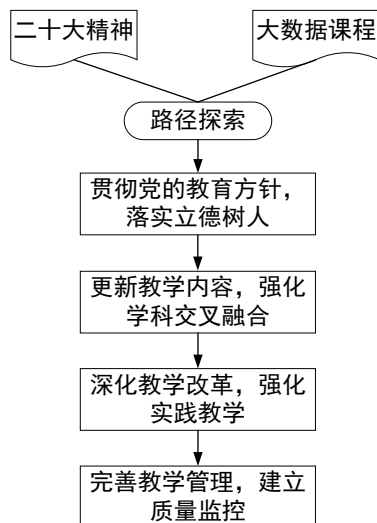 二十大精神
大数据课程
路径探索
贯彻党的教育方针，
落实立德树人
更新教学内容，强化
学科交叉融合
深化教学改革，强化
实践教学
完善教学管理，建立
质量监控